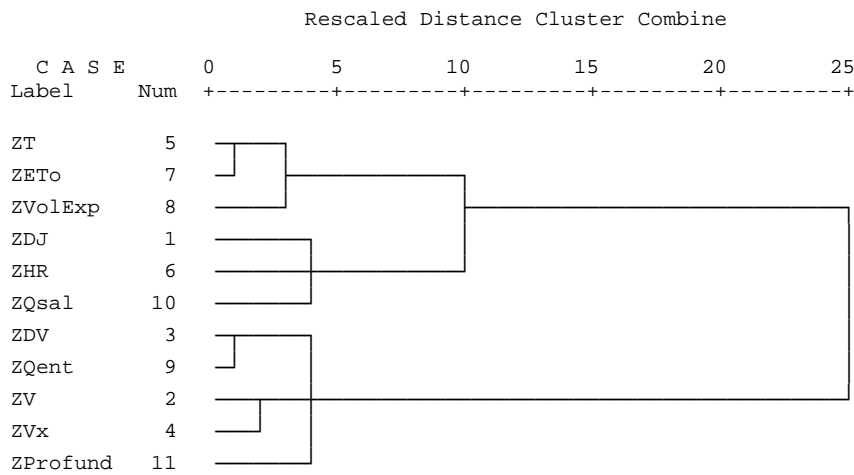 Rescaled Distance Cluster Combine
C A S E 0 5 10 15 20 25
Label Num +---------+---------+---------+---------+---------+
ZT 5
ZETo 7
ZVolExp 8
ZDJ 1
ZHR 6
ZQsal 10
ZDV 3
ZQent 9
ZV 2
ZVx 4
ZProfund 11